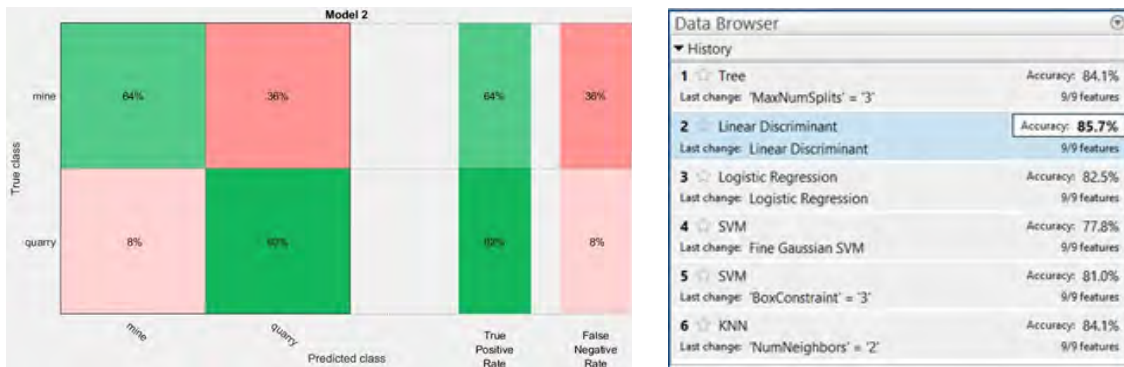 Model 2
mine
64%
36%
64%
36%
True class
quarry
8%
92%
92%
8%
mine
quarry
Predicted class
True
Positive
Rate
False
Negative
Rate
Data Browser
History
1 Tree Accuracy: 84.1%
Last change: 'MaxNumSplits' = '3' 9/9 features
2 Linear Discriminant Accuracy: 85.7%
Last change: Linear Discriminant 9/9 features
3 Logistic Regression Accuracy: 82.5%
Last change: Logistic Regression 9/9 features
4 SVM Accuracy: 77.8%
Last change: Fine Gaussian SVM 9/9 features
5 SVM Accuracy: 81.0%
Last change: 'BoxConstraint' = '3' 9/9 features
6 KNN Accuracy: 84.1%
Last change: 'NumNeighbors' = '2' 9/9 features